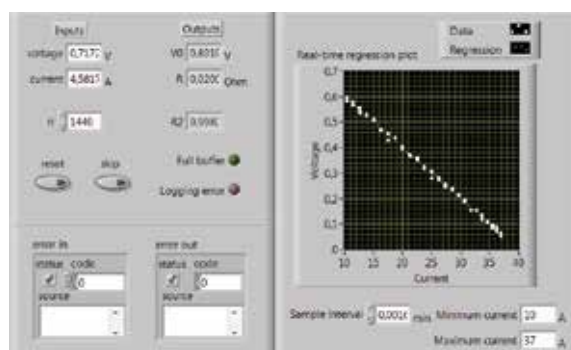 Inputs
Outputs
voltage V
V0 V
current A
R Ohm
n 1440
R2
reset
stop
Full buffer
Logging error
error in
error out
status code
0
source
status code
0
source
Data
Regression
Real-time regression plot
Voltage
0,7
0,6
0,5
0,4
0,3
0,2
0,1
0
10 15 20 25 30 35 40
Current
Sample interval min
Minimum current 10 A
Maximum current 37 A